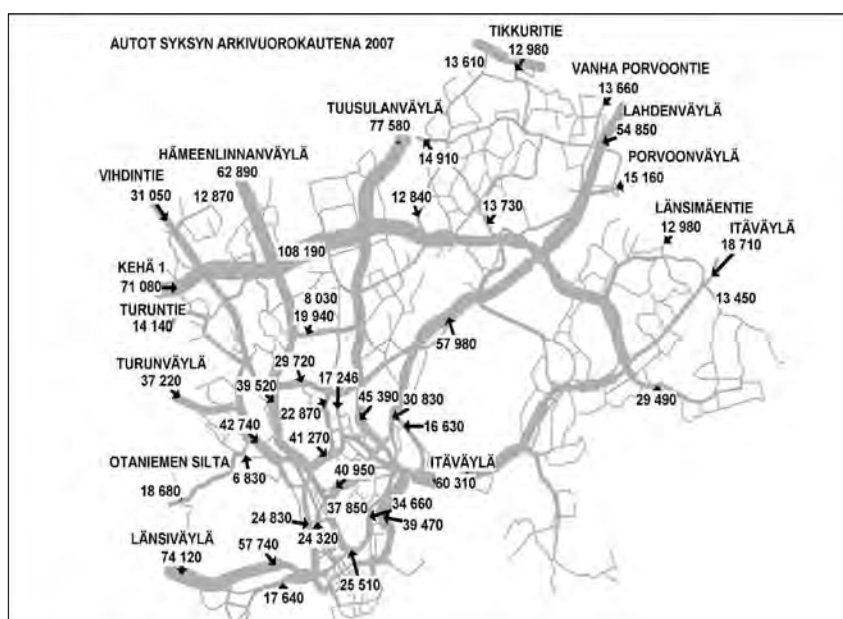 AUTOT SYKSYN ARKIVUOROKAUTENA 2007
TIKKURITIE
12 980
13 610
VANHA PORVOONTIE
13 660
LAHDENVÄYLÄ
54 850
TUUSULANVÄYLÄ
77 580
14 910
PORVOONVÄYLÄ
15 160
HÄMEENLINNANVÄYLÄ
62 890
VIHDINTIE
31 050
12 870
12 840
13 730
LÄNSIMÄENTIE
12 980
ITÄVÄYLÄ
18 710
108 190
KEHÄ 1
71 080
13 450
TURUNTIE
14 140
8 030
19 940
57 980
TURUNVÄYLÄ
37 220
29 720
17 246
39 520
22 870
45 390
30 830
29 490
16 630
42 740
41 270
OTANIEMEN SILTA
6 830
18 680
40 950
ITÄVÄYLÄ
60 310
37 850
34 660
39 470
24 830
24 320
LÄNSIVÄYLÄ
74 120
57 740
25 510
17 640